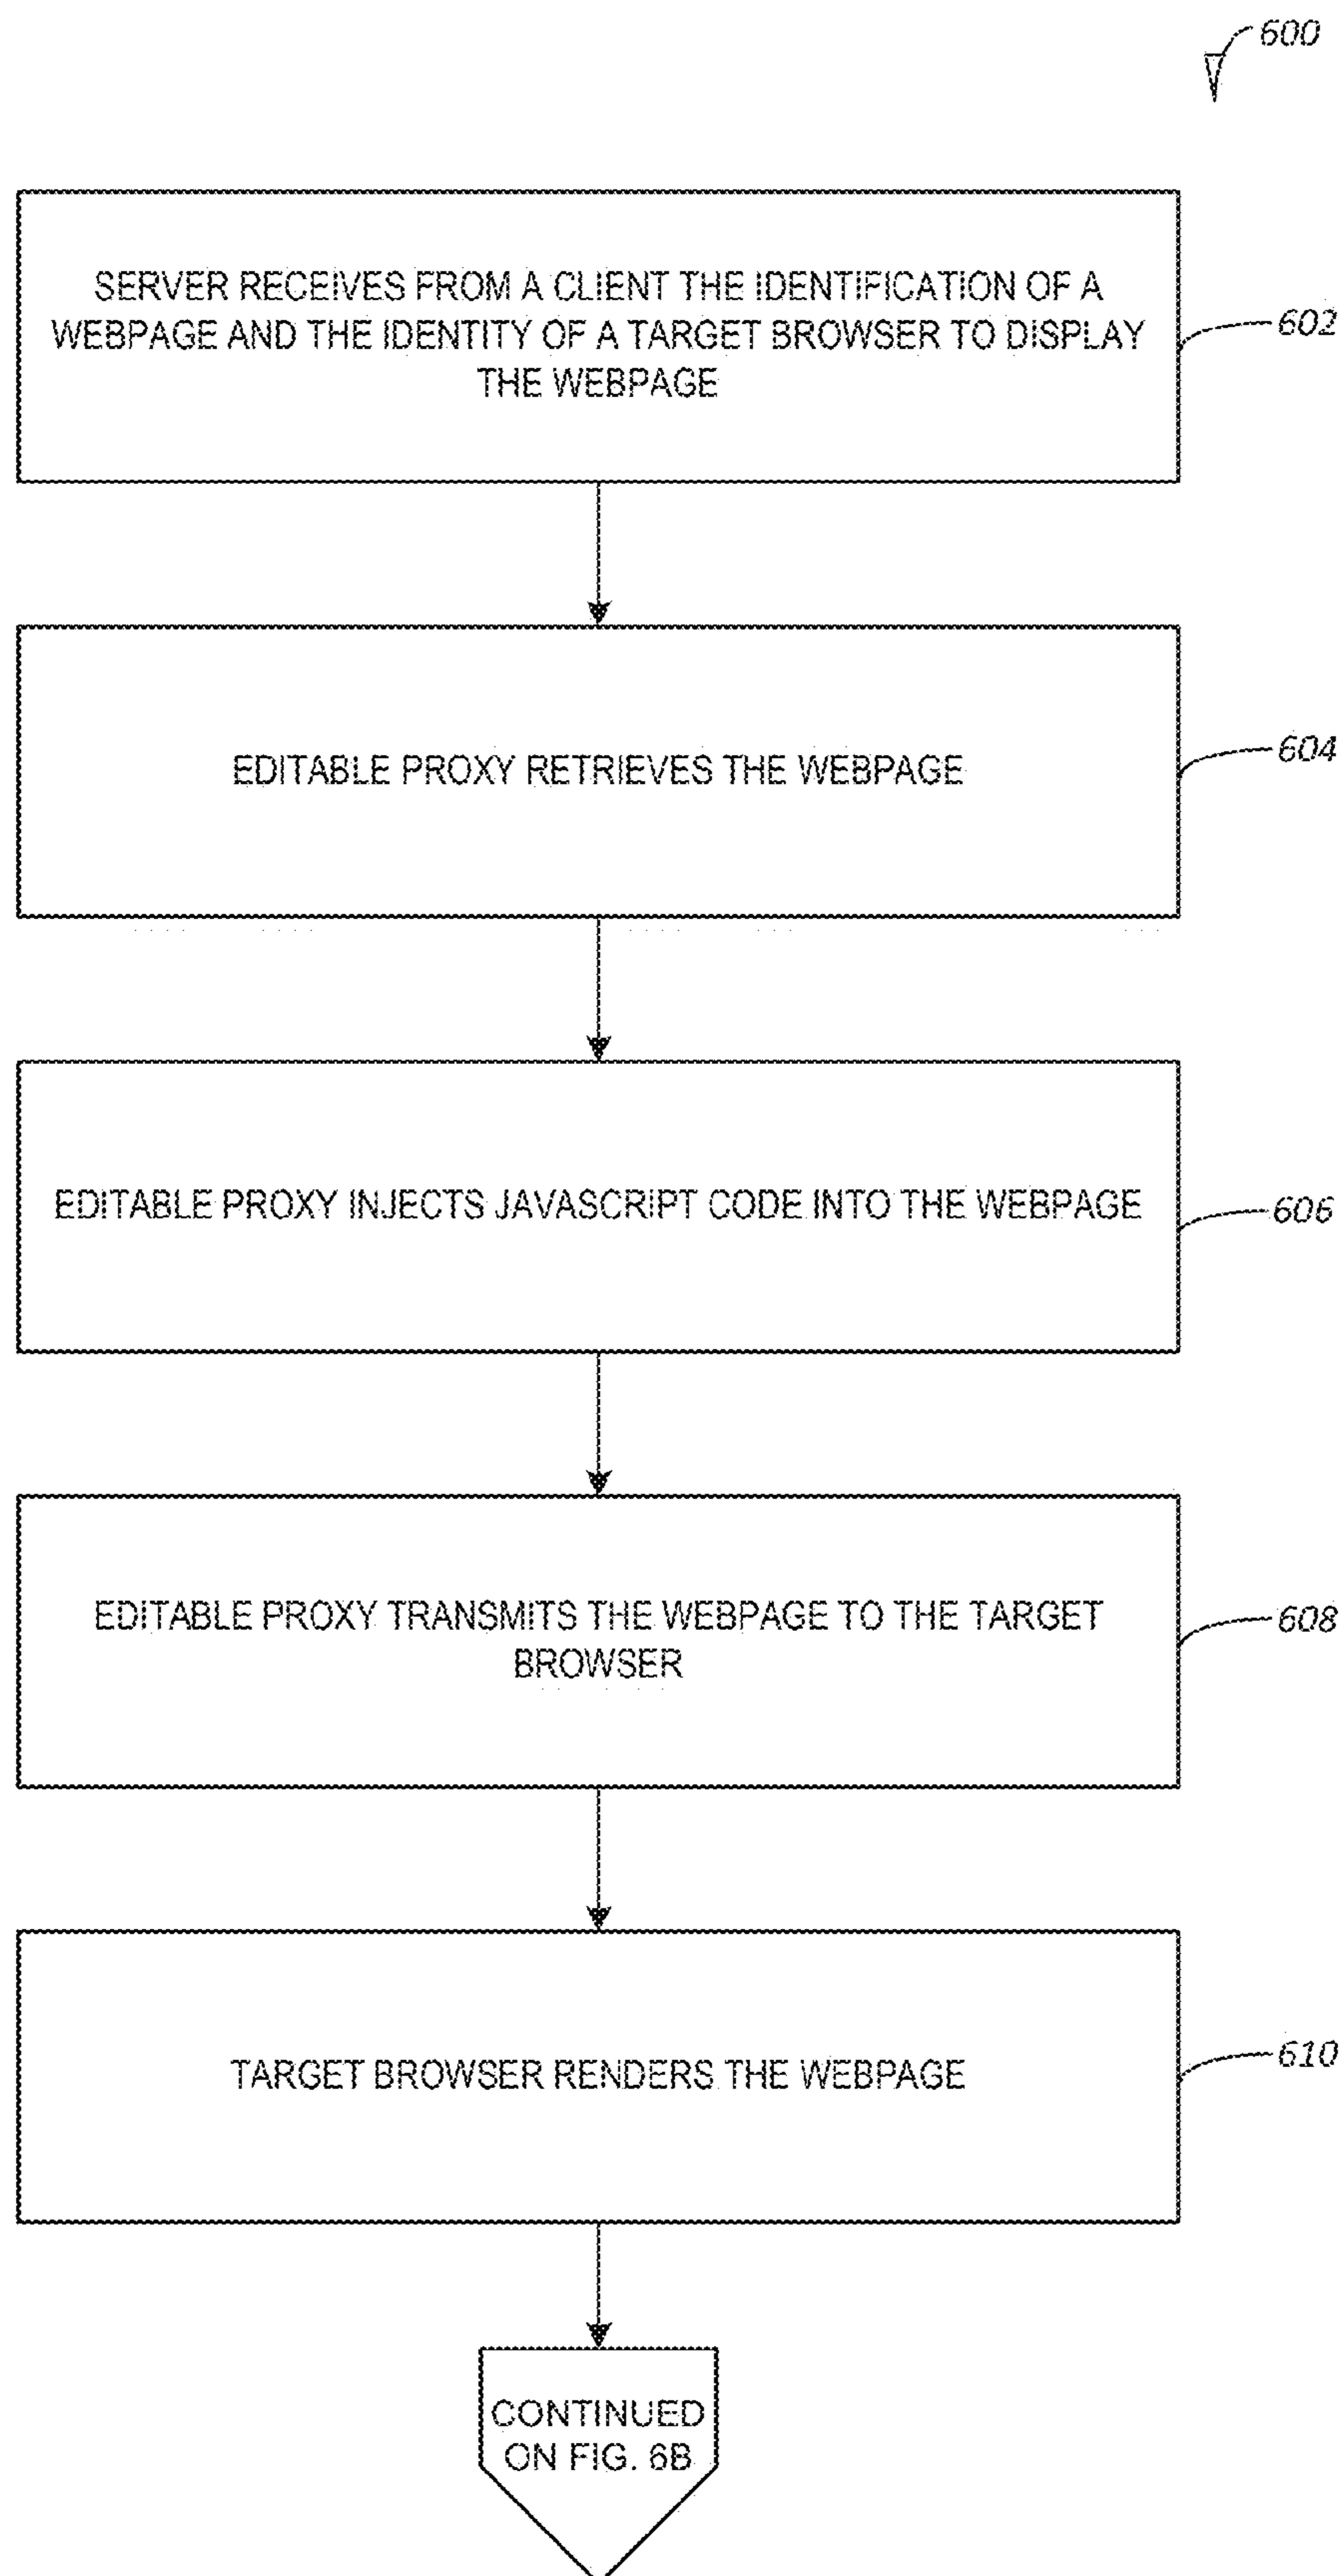 600
SERVER RECEIVES FROM A CLIENT THE IDENTIFICATION OF A
WEBPAGE AND THE IDENTITY OF A TARGET BROWSER TO DISPLAY
THE WEBPAGE
602
EDITABLE PROXY RETRIEVES THE WEBPAGE
604
EDITABLE PROXY INJECTS JAVASCRIPT CODE INTO THE WEBPAGE
606
EDITABLE PROXY TRANSMITS THE WEBPAGE TO THE TARGET
BROWSER
608
TARGET BROWSER RENDERS THE WEBPAGE
610
CONTINUED
ON FIG. 6B